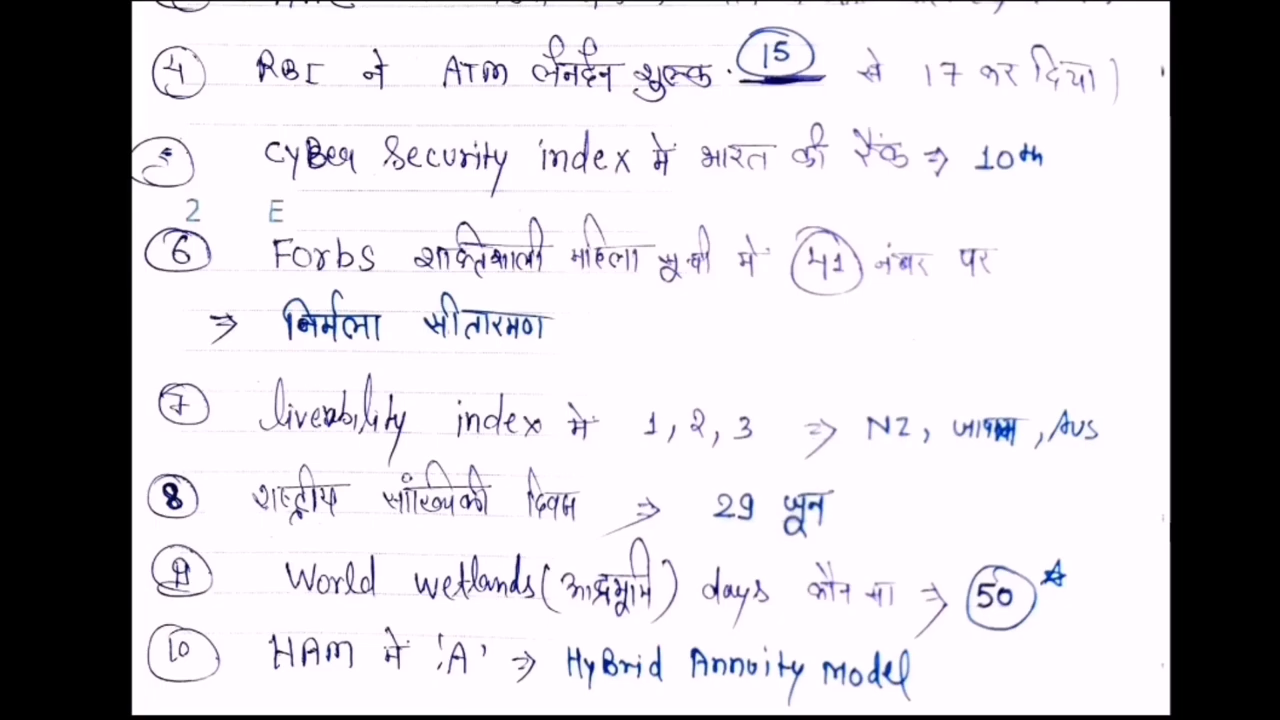 4 RBI ने ATM लेनदेन शुल्क 15 से 17 कर दिया।
5 CyBer Security index में भारत की रैंक ⇒ 10th
2 E
6 Forbs शक्तिशाली महिला सूची में 41 नंबर पर
⇒ निर्मला सीतारमण
7 liveability index में 1, 2, 3 ⇒ NZ, जापान, Aus
8 राष्ट्रीय सांख्यिकी दिवस ⇒ 29 जून
9 World wetlands (आद्रभूमि) days कौन सा ⇒ 50
10 HAM में 'A' ⇒ HyBrid Annuity Model